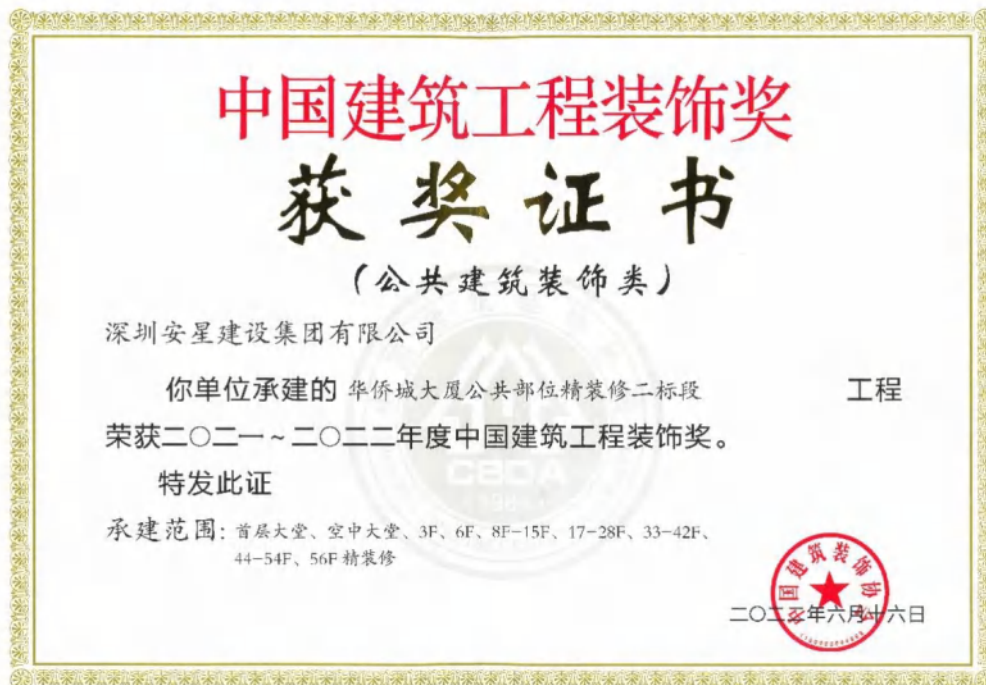 中国建筑工程装饰奖
获奖证书
(公共建筑装饰类)
深圳安星建设集团有限公司
你单位承建的 华侨城大厦公共部位精装修二标段 工程
荣获二〇二一~二〇二二年度中国建筑工程装饰奖。
特发此证
承建范围:首层大堂、空中大堂、3F、6F、8F-15F、17-28F、33-42F、
44-54F、56F精装修
CBDA
中国建筑装饰协会
二〇二三年六月十六日